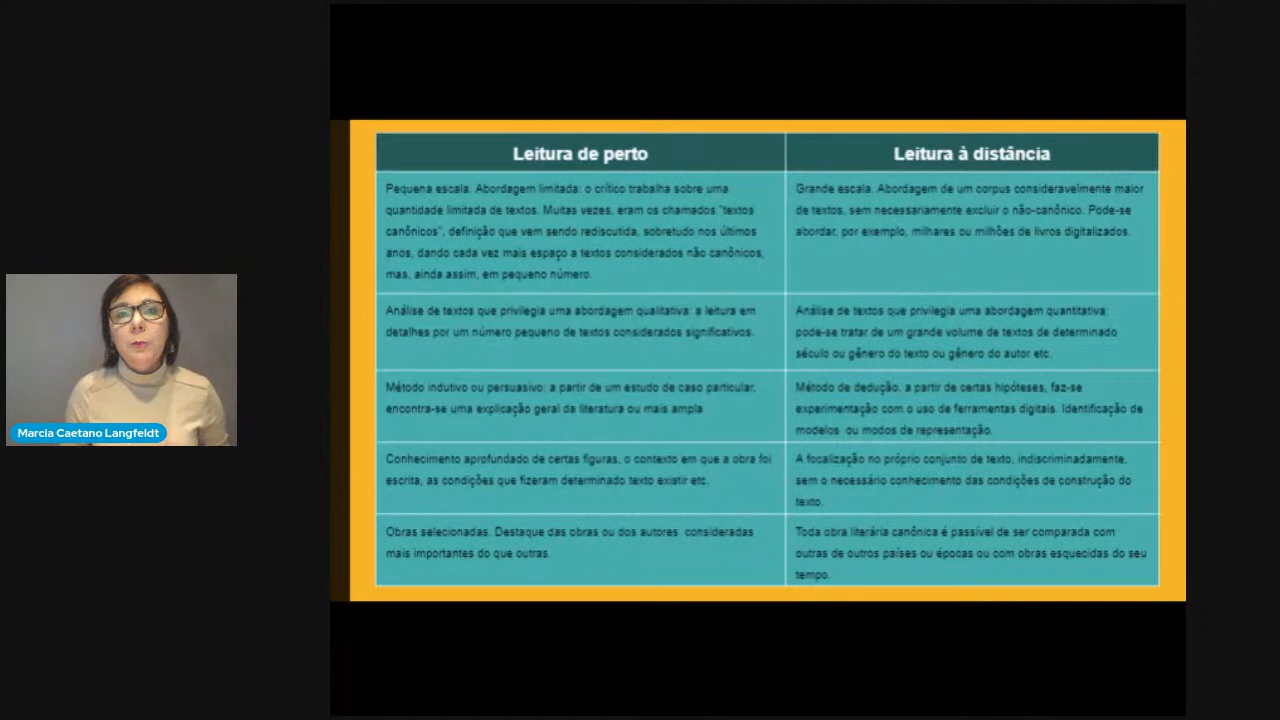 Marcia Caetano Langfeldt
Leitura de perto
Pequena escala. Abordagem limitada: o crítico trabalha sobre uma
quantidade limitada de textos. Muitas vezes, eram os chamados "textos
canônicos", definição que vem sendo rediscutida, sobretudo nos últimos
anos, dando cada vez mais espaço a textos considerados não canônicos,
mas, ainda assim, em pequeno número.
Leitura à distância
Grande escala. Abordagem de um corpus consideravelmente maior
de textos, sem necessariamente excluir o não-canônico. Pode-se
abordar, por exemplo, milhares ou milhões de livros digitalizados.
Análise de textos que privilegia uma abordagem qualitativa: a leitura em
detalhes por um número pequeno de textos considerados significativos.
Análise de textos que privilegia uma abordagem quantitativa:
pode-se tratar de um grande volume de textos de determinado
século ou gênero do texto ou gênero do autor etc.
Método indutivo ou persuasivo: a partir de um estudo de caso particular,
encontra-se uma explicação geral da literatura ou mais ampla
Método de dedução, a partir de certas hipóteses, faz-se
experimentação com o uso de ferramentas digitais. Identificação de
modelos ou modos de representação.
Conhecimento aprofundado de certas figuras, o contexto em que a obra foi
escrita, as condições que fizeram determinado texto existir etc.
A focalização no próprio conjunto de texto, indiscriminadamente,
sem o necessário conhecimento das condições de construção do
texto.
Obras selecionadas. Destaque das obras ou dos autores consideradas
mais importantes do que outras.
Toda obra literária canônica é passível de ser comparada com
outras de outros países ou épocas ou com obras esquecidas do seu
tempo.